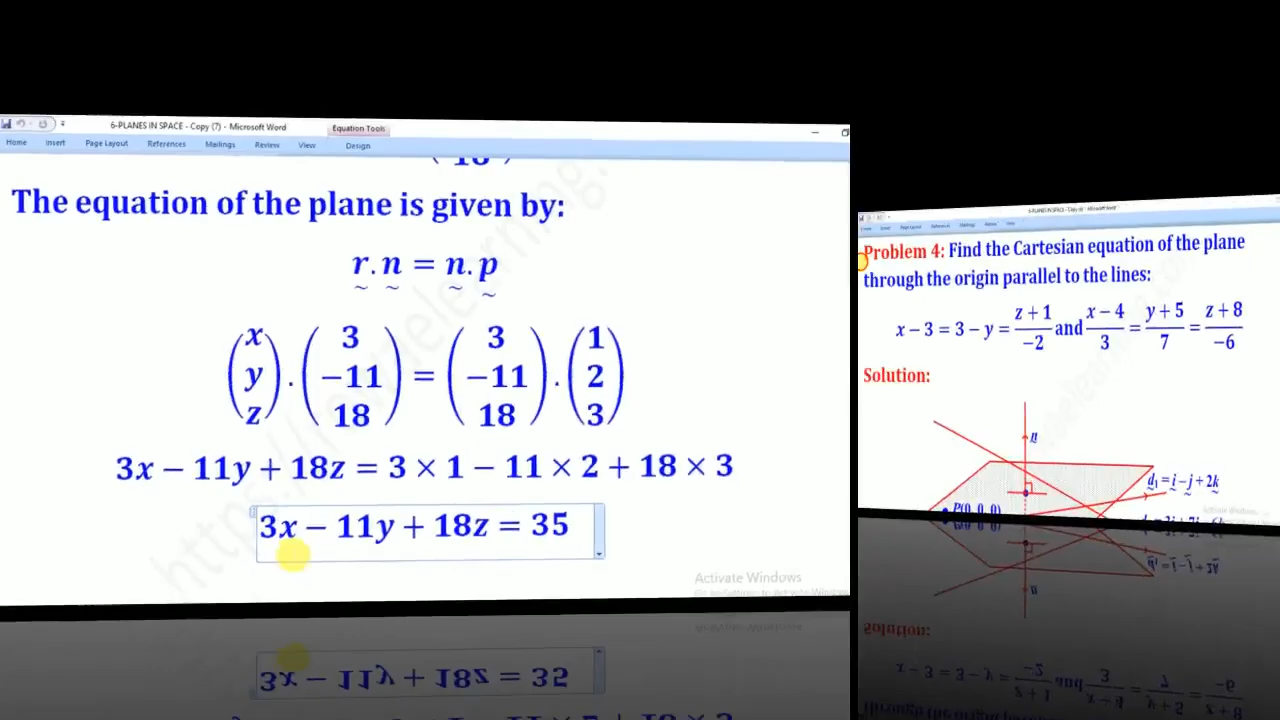 6-PLANES IN SPACE - Copy (7) - Microsoft Word
Equation Tools
Home Insert Page Layout References Mailings Review View Design
The equation of the plane is given by:
r . n = n . p
(x y z) . (3 −11 18) = (3 −11 18) . (1 2 3)
3x − 11y + 18z = 3 × 1 − 11 × 2 + 18 × 3
3x − 11y + 18z = 35
Activate Windows
Problem 4: Find the Cartesian equation of the plane
through the origin parallel to the lines:
x − 3 = 3 − y = (z + 1)/−2 and (x − 4)/3 = (y + 5)/7 = (z + 8)/−6
Solution:
n
d₁ = i − j + 2k
P(0, 0, 0)